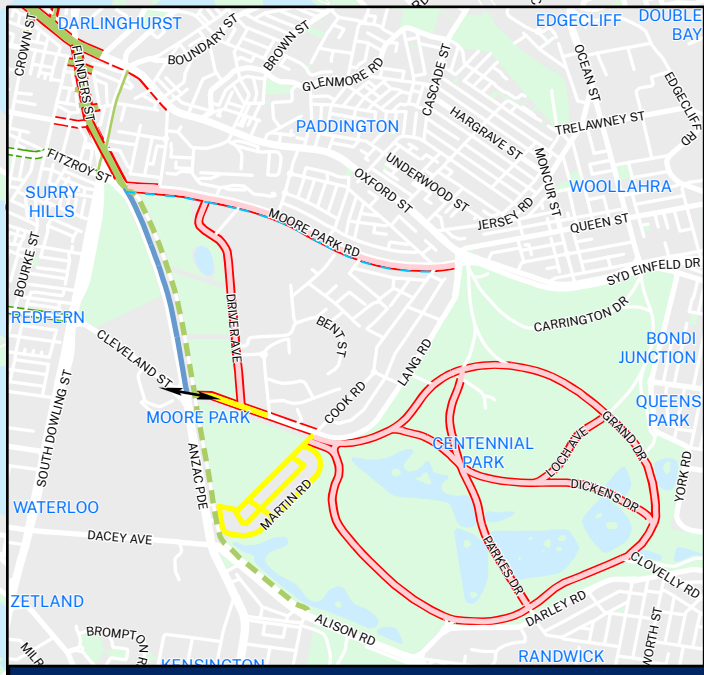 DARLINGHURST
EDGECLIFF
DOUBLE
BAY
CROWN ST
FLINDERS ST
BOUNDARY ST
BROWN ST
GLENMORE RD
CASCADE ST
OCEAN ST
EDGECLIFF
RD
HARGRAVE ST
TRELAWNEY ST
PADDINGTON
FITZROY ST
UNDERWOOD ST
OXFORD ST
MONCUR ST
WOOLLAHRA
SURRY
HILLS
JERSEY RD
QUEEN ST
MOORE PARK RD
BOURKE ST
SYD EINFELD DR
DRIVER AVE
CARRINGTON DR
REDFERN
BENT ST
LANG RD
BONDI
JUNCTION
CLEVELAND ST
COOK RD
QUEENS
PARK
MOORE PARK
SOUTH DOWLING ST
GRAND DR
CENTENNIAL
PARK
LOCH AVE
ANZAC PDE
YORK RD
DICKENS DR
WATERLOO
MARTIN RD
DACEY AVE
PARKES DR
CLOVELLY RD
ZETLAND
DARLEY RD
ALISON RD
BROMPTON R
WORTH ST
MILR
KENSINGTON
RANDWICK